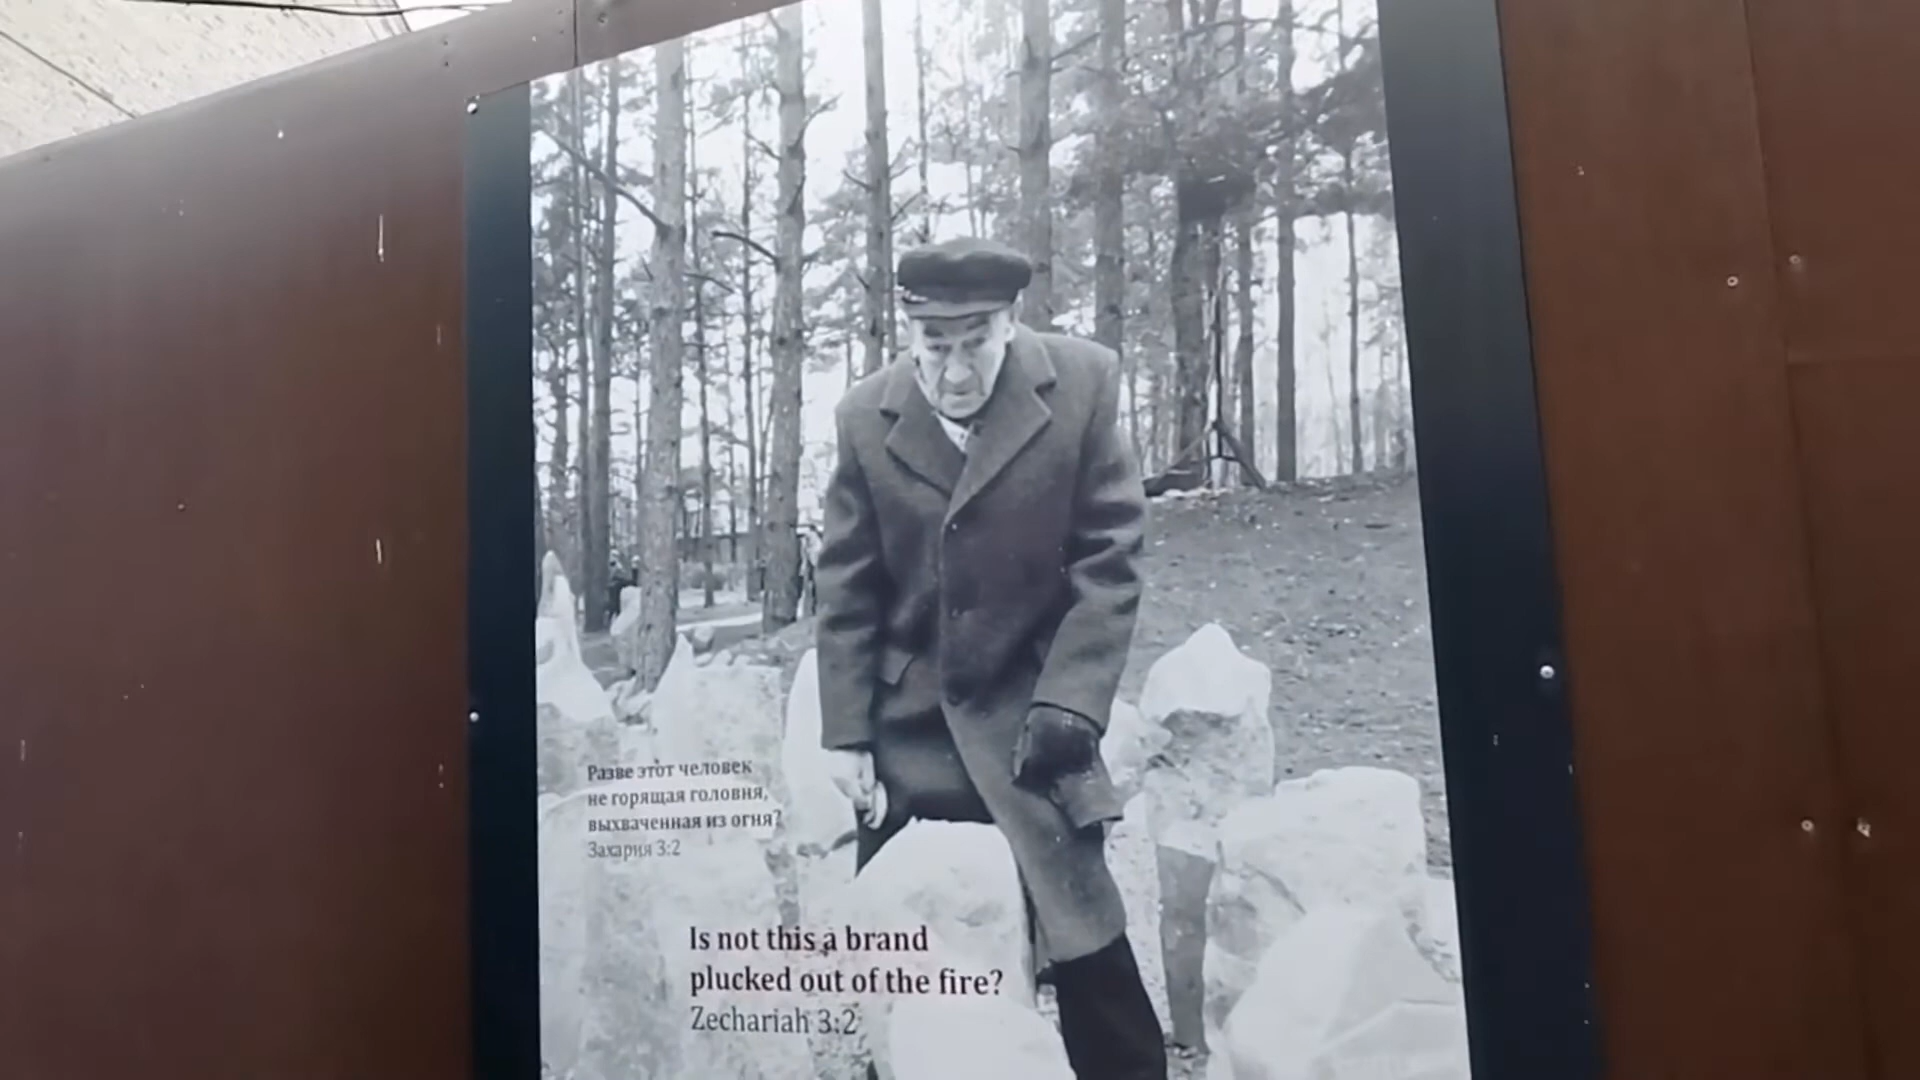 Разве этот человек
не горящая головня,
выхваченная из огня?
Захария 3:2
Is not this a brand
plucked out of the fire?
Zechariah 3:2